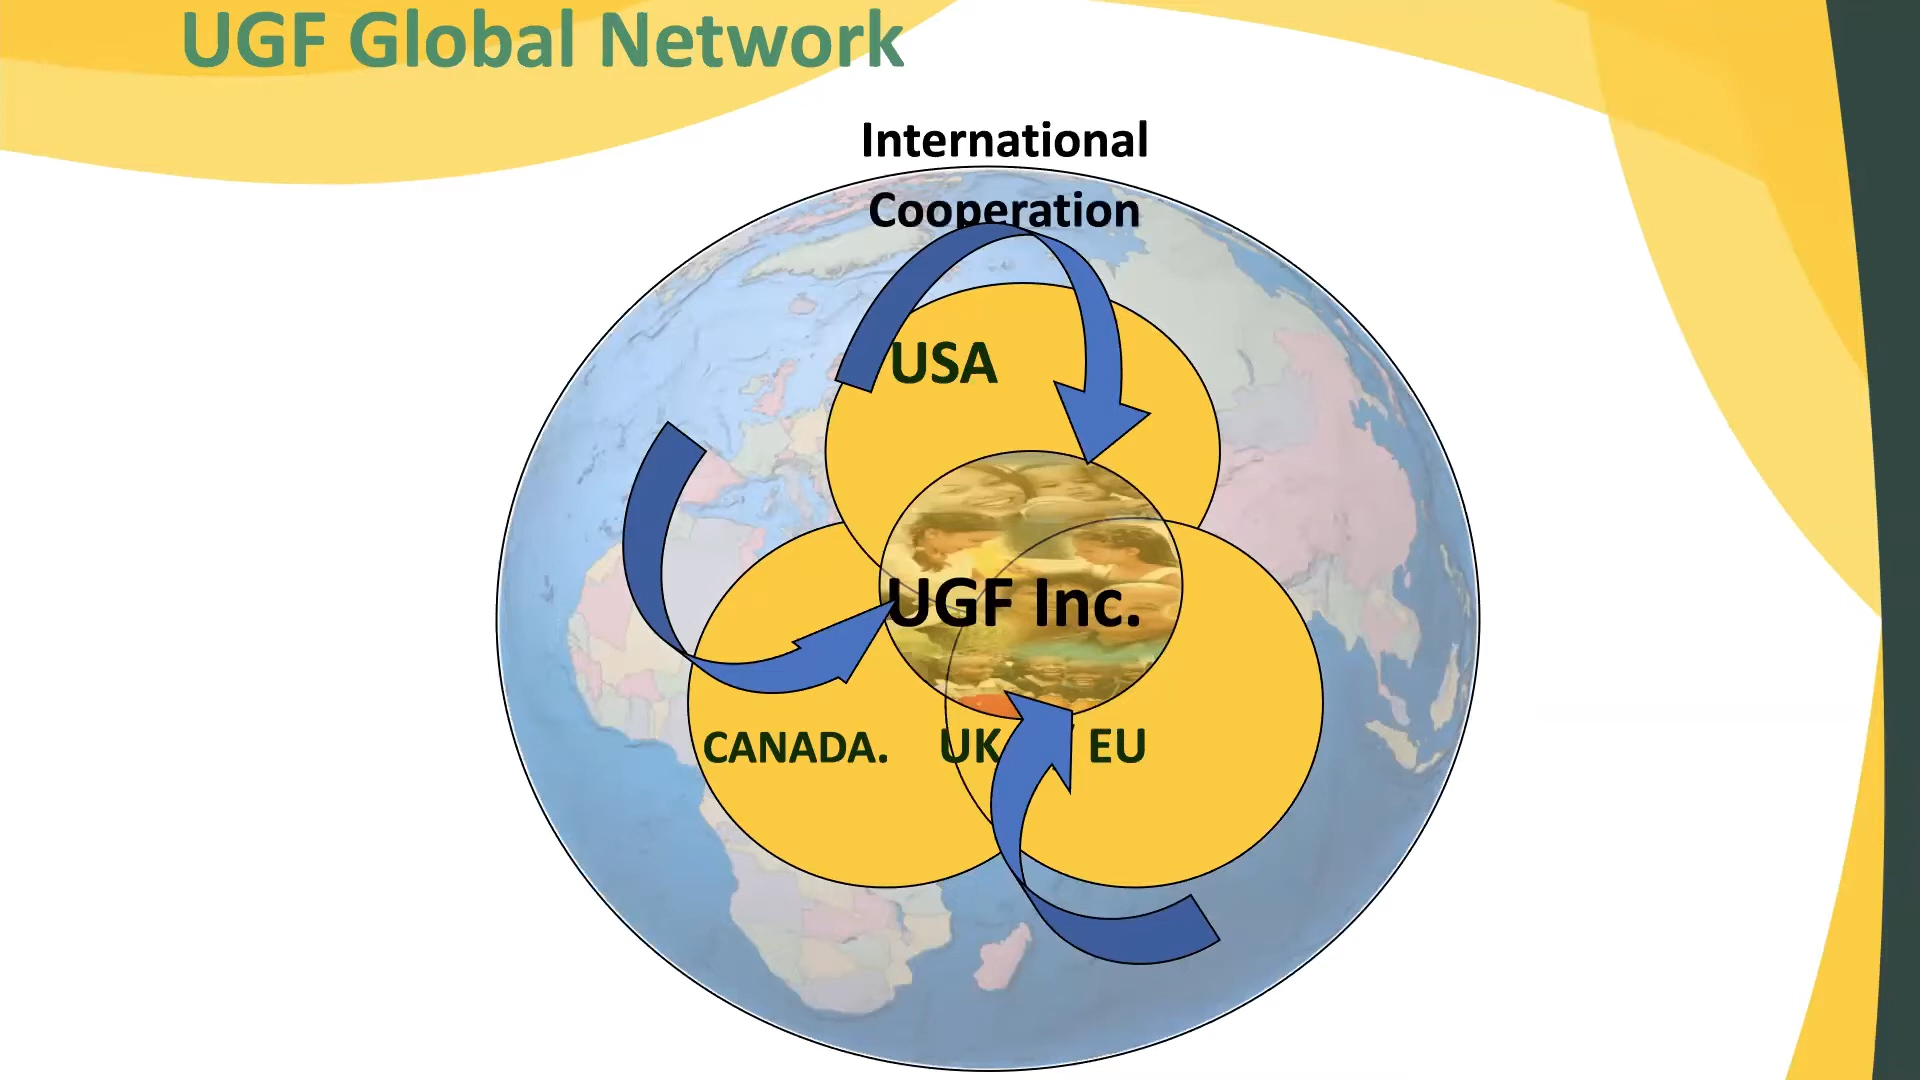 UGF Global Network
International
Cooperation
USA
UGF Inc.
CANADA. UK EU